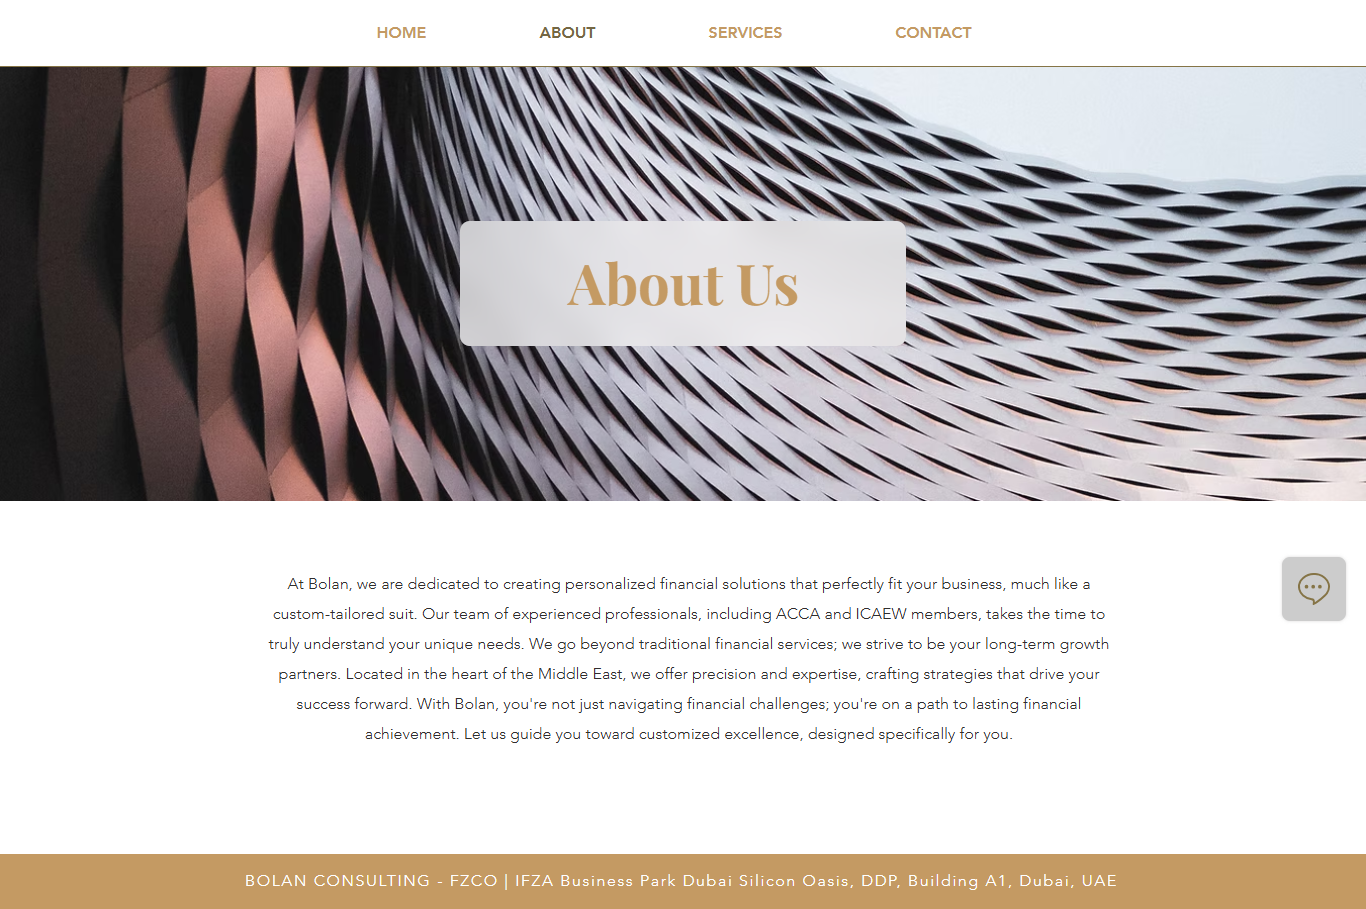 HOME ABOUT SERVICES CONTACT
About Us
At Bolan, we are dedicated to creating personalized financial solutions that perfectly fit your business, much like a
custom-tailored suit. Our team of experienced professionals, including ACCA and ICAEW members, takes the time to
truly understand your unique needs. We go beyond traditional financial services; we strive to be your long-term growth
partners. Located in the heart of the Middle East, we offer precision and expertise, crafting strategies that drive your
success forward. With Bolan, you're not just navigating financial challenges; you're on a path to lasting financial
achievement. Let us guide you toward customized excellence, designed specifically for you.
BOLAN CONSULTING - FZCO | IFZA Business Park Dubai Silicon Oasis, DDP, Building A1, Dubai, UAE